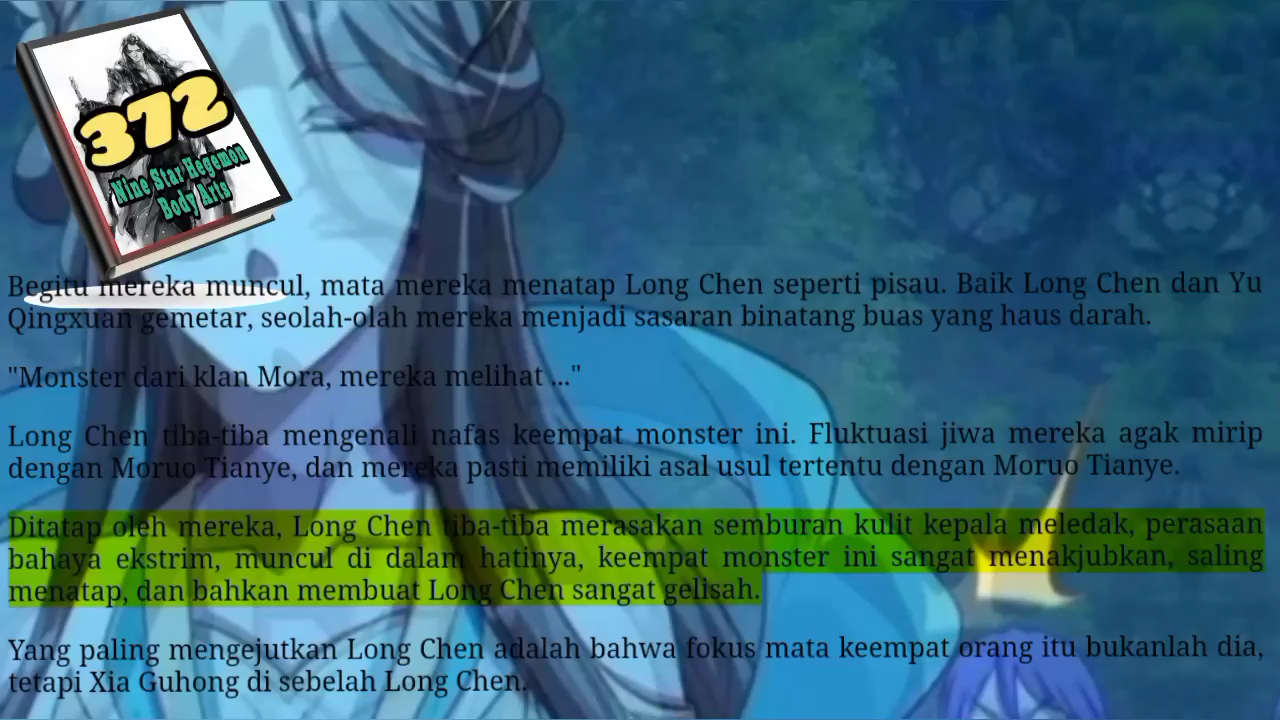 372
Nine Star Hegemon
Body Arts
Begitu mereka muncul, mata mereka menatap Long Chen seperti pisau. Baik Long Chen dan Yu
Qingxuan gemetar, seolah-olah mereka menjadi sasaran binatang buas yang haus darah.
"Monster dari klan Mora, mereka melihat ..."
Long Chen tiba-tiba mengenali nafas keempat monster ini. Fluktuasi jiwa mereka agak mirip
dengan Moruo Tianye, dan mereka pasti memiliki asal usul tertentu dengan Moruo Tianye.
Ditatap oleh mereka, Long Chen tiba-tiba merasakan semburan kulit kepala meledak, perasaan
bahaya ekstrim, muncul di dalam hatinya, keempat monster ini sangat menakjubkan, saling
menatap, dan bahkan membuat Long Chen sangat gelisah.
Yang paling mengejutkan Long Chen adalah bahwa fokus mata keempat orang itu bukanlah dia,
tetapi Xia Guhong di sebelah Long Chen.